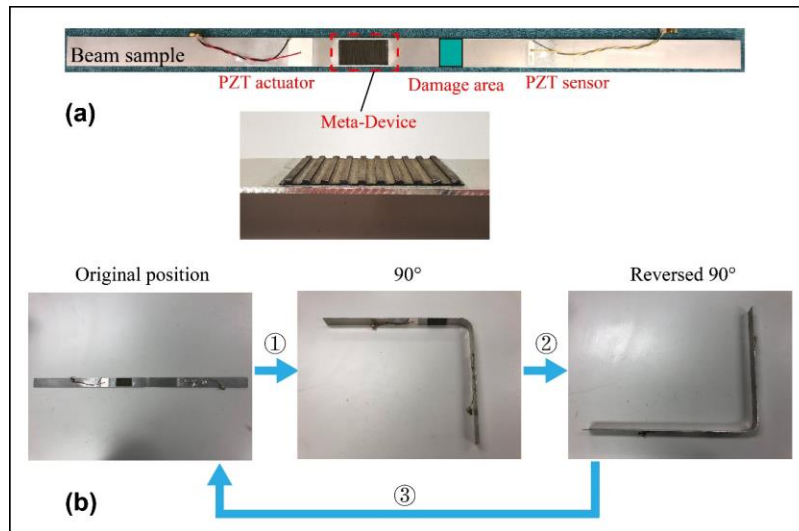 Beam sample
PZT actuator
Damage area
PZT sensor
(a)
Meta-Device
Original position
90°
Reversed 90°
①
②
③
(b)